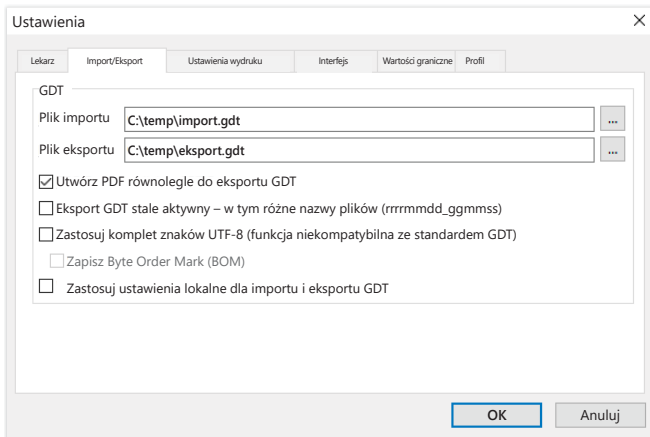 Ustawienia
Lekarz Import/Eksport Ustawienia wydruku Interfejs Wartości graniczne Profil
GDT
Plik importu C:\temp\import.gdt ...
Plik eksportu C:\temp\eksport.gdt ...
Utwórz PDF równolegle do eksportu GDT
Eksport GDT stale aktywny – w tym różne nazwy plików (rrrrmmdd_ggmmss)
Zastosuj komplet znaków UTF-8 (funkcja niekompatybilna ze standardem GDT)
Zapisz Byte Order Mark (BOM)
Zastosuj ustawienia lokalne dla importu i eksportu GDT
OK Anuluj